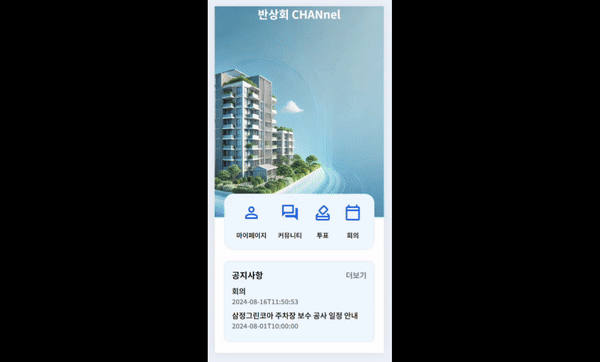 반상회 CHANnel
마이페이지 커뮤니티 투표 회의
공지사항 더보기
회의
2024-08-16T11:50:53
삼정그린코아 주차장 보수 공사 일정 안내
2024-08-01T10:00:00